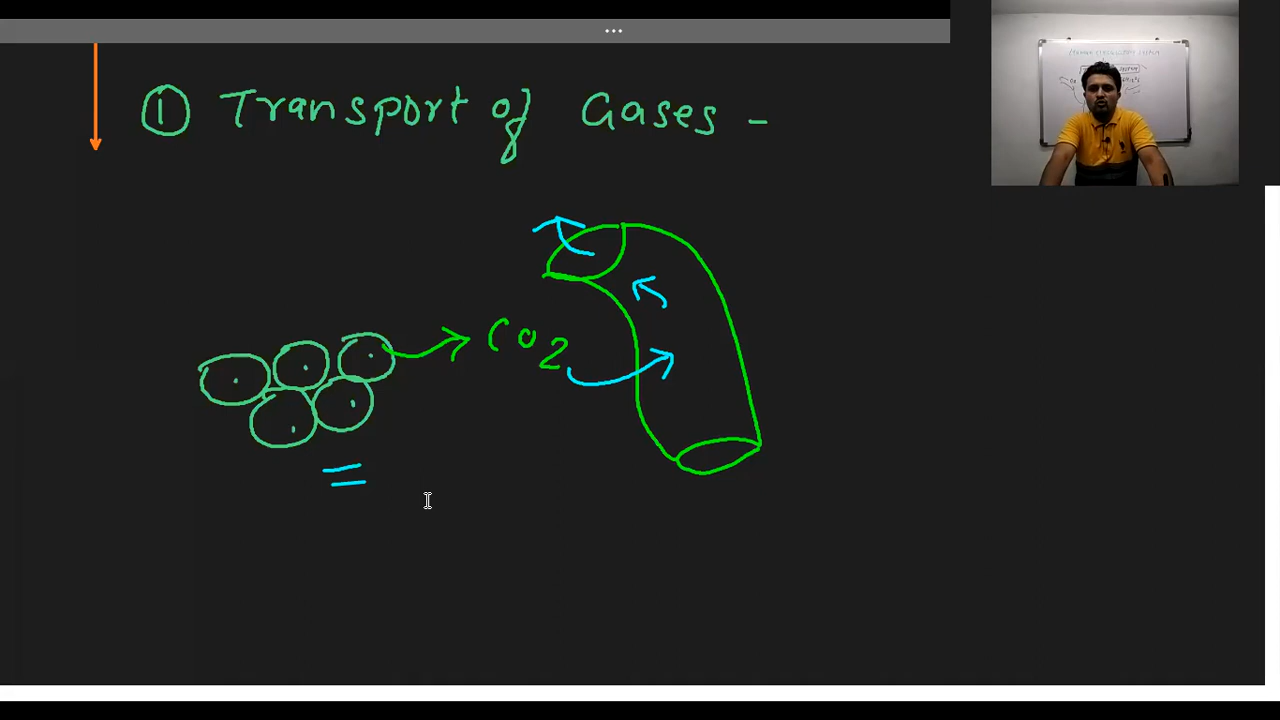 ① Transport of Gases -
CO2